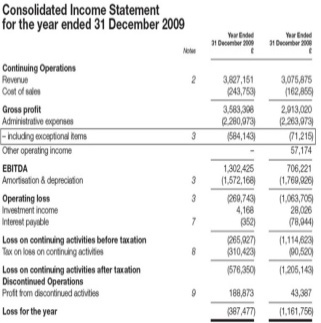 Consolidated Income Statement
for the year ended 31 December 2009
Year Ended Year Ended
31 December 2009 31 December 2008
Notes £ £
Continuing Operations
Revenue 2 3,827,151 3,075,875
Cost of sales (243,753) (162,855)
Gross profit 3,583,398 2,913,020
Administrative expenses (2,280,973) (2,263,973)
– including exceptional items 3 (584,143) (71,215)
Other operating income – 57,174
EBITDA 1,302,425 706,221
Amortisation & depreciation 3 (1,572,168) (1,769,926)
Operating loss 3 (269,743) (1,063,705)
Investment income 4,168 28,026
Interest payable 7 (352) (78,944)
Loss on continuing activities before taxation (265,927) (1,114,623)
Tax on loss on continuing activities 8 (310,423) (90,520)
Loss on continuing activities after taxation (576,350) (1,205,143)
Discontinued Operations
Profit from discontinued activities 9 188,873 43,387
Loss for the year (387,477) (1,161,756)